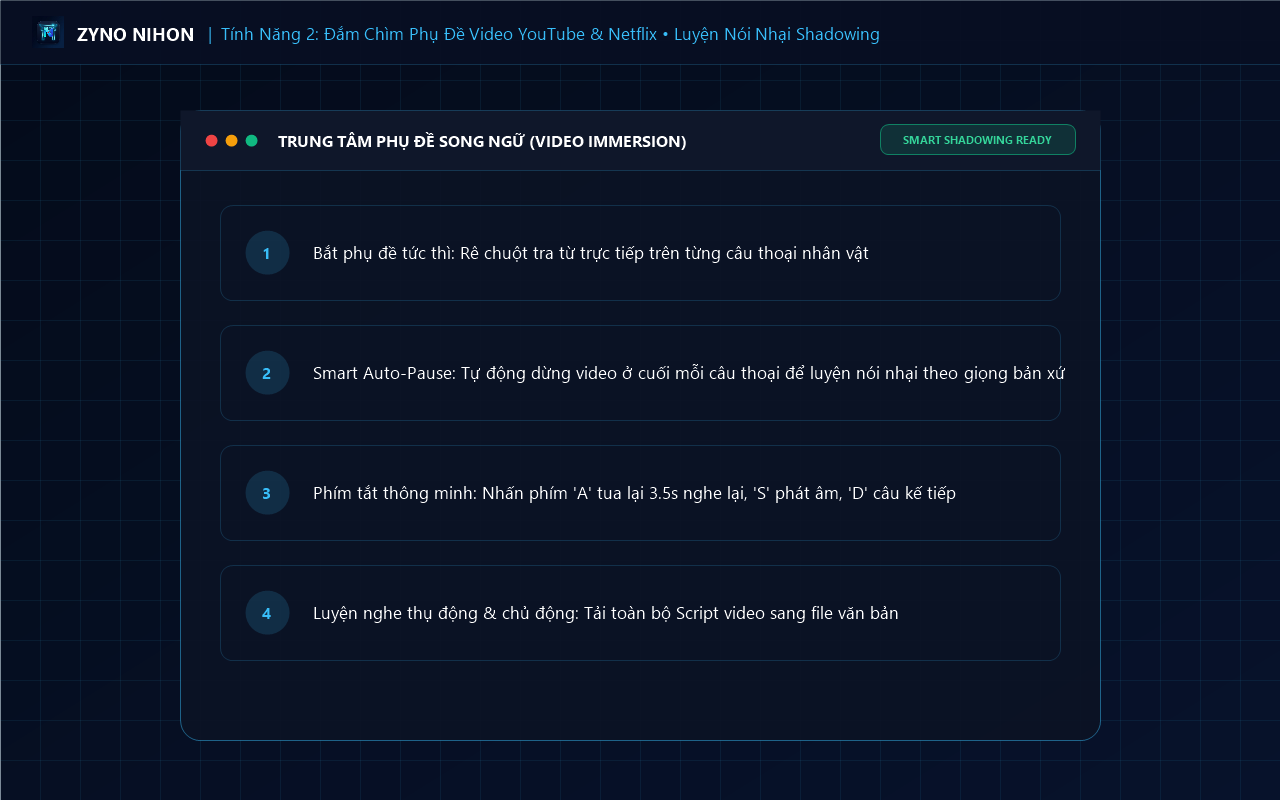 ZYNO NIHON | Tính Năng 2: Đắm Chìm Phụ Đề Video YouTube & Netflix • Luyện Nói Nhại Shadowing
TRUNG TÂM PHỤ ĐỀ SONG NGỮ (VIDEO IMMERSION)
SMART SHADOWING READY
1 Bắt phụ đề tức thì: Rê chuột tra từ trực tiếp trên từng câu thoại nhân vật
2 Smart Auto-Pause: Tự động dừng video ở cuối mỗi câu thoại để luyện nói nhại theo giọng bản xứ
3 Phím tắt thông minh: Nhấn phím 'A' tua lại 3.5s nghe lại, 'S' phát âm, 'D' câu kế tiếp
4 Luyện nghe thụ động & chủ động: Tải toàn bộ Script video sang file văn bản